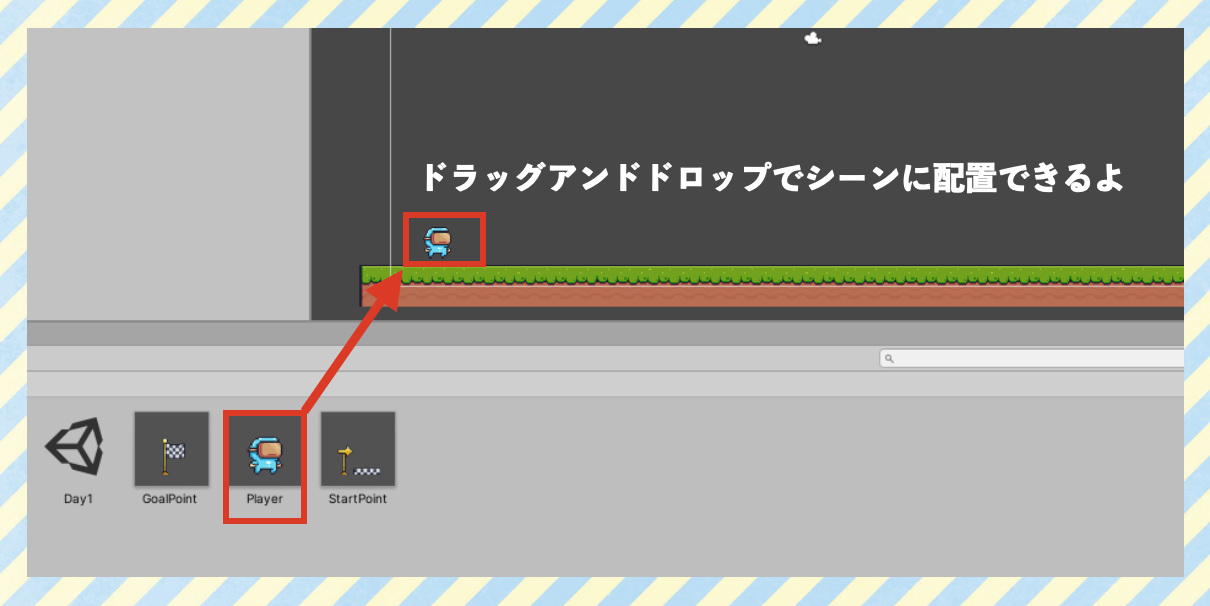 ドラッグアンドドロップでシーンに配置できるよ
Day1
GoalPoint
Player
StartPoint